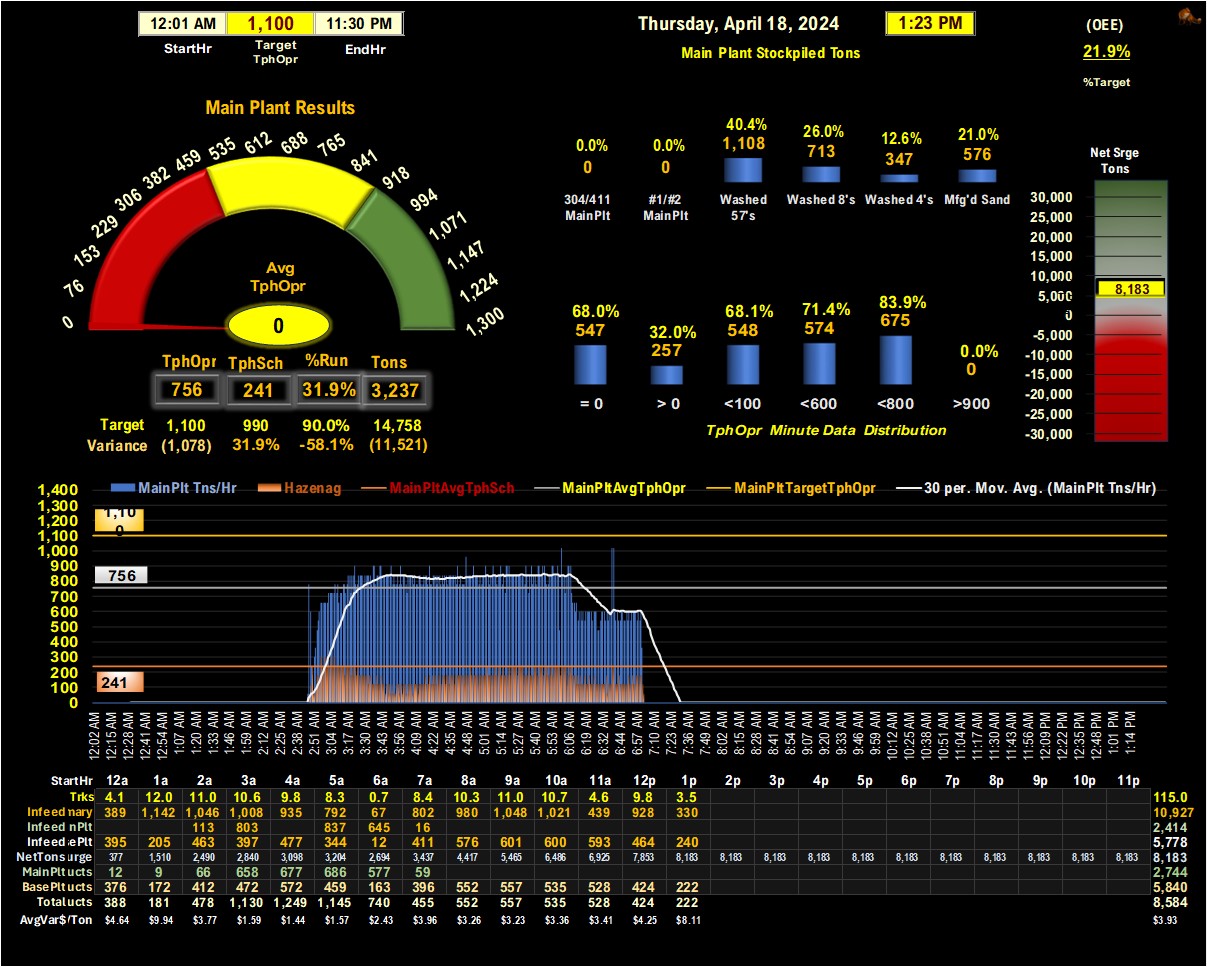 12:01 AM 1,100 11:30 PM
StartHr Target TphOpr EndHr
Thursday, April 18, 2024 1:23 PM
(OEE)
21.9%
%Target
Main Plant Stockpiled Tons
Main Plant Results
0 76 153 229 306 382 459 535 612 688 765 841 918 994 1,071 1,147 1,224 1,300
Avg
TphOpr
0
TphOpr TphSch %Run Tons
756 241 31.9% 3,237
Target 1,100 990 90.0% 14,758
Variance (1,078) 31.9% -58.1% (11,521)
0.0% 0.0% 40.4% 26.0% 12.6% 21.0%
0 0 1,108 713 347 576
304/411 MainPlt #1/#2 MainPlt Washed 57's Washed 8's Washed 4's Mfg'd Sand
68.0% 32.0% 68.1% 71.4% 83.9% 0.0%
547 257 548 574 675 0
= 0 > 0 <100 <600 <800 >900
TphOpr Minute Data Distribution
Net Srge
Tons
30,000
25,000
20,000
15,000
10,000
5,000
0
-5,000
-10,000
-15,000
-20,000
-25,000
-30,000
8,183
MainPlt Tns/Hr Hazenag MainPltAvgTphSch MainPltAvgTphOpr MainPltTargetTphOpr 30 per. Mov. Avg. (MainPlt Tns/Hr)
1,400
1,300
1,200
1,100
1,000
900
800
700
600
500
400
300
200
100
0
1,100
756
241
12:02 AM 12:15 AM 12:28 AM 12:41 AM 12:54 AM 1:07 AM 1:20 AM 1:33 AM 1:46 AM 1:59 AM 2:12 AM 2:25 AM 2:38 AM 2:51 AM 3:04 AM 3:17 AM 3:30 AM 3:43 AM 3:56 AM 4:09 AM 4:22 AM 4:35 AM 4:48 AM 5:01 AM 5:14 AM 5:27 AM 5:40 AM 5:53 AM 6:06 AM 6:19 AM 6:32 AM 6:44 AM 6:57 AM 7:10 AM 7:23 AM 7:36 AM 7:49 AM 8:02 AM 8:15 AM 8:28 AM 8:41 AM 8:54 AM 9:07 AM 9:20 AM 9:33 AM 9:46 AM 9:59 AM 10:12 AM 10:25 AM 10:38 AM 10:51 AM 11:04 AM 11:17 AM 11:30 AM 11:43 AM 11:56 AM 12:09 PM 12:22 PM 12:35 PM 12:48 PM 1:01 PM 1:14 PM
StartHr 12a 1a 2a 3a 4a 5a 6a 7a 8a 9a 10a 11a 12p 1p 2p 3p 4p 5p 6p 7p 8p 9p 10p 11p
Trks 4.1 12.0 11.0 10.6 9.8 8.3 0.7 8.4 10.3 11.0 10.7 4.6 9.8 3.5 115.0
Infeed mary 389 1,142 1,046 1,008 935 792 67 802 980 1,048 1,021 439 928 330 10,927
Infeed nPlt 113 803 837 645 16 2,414
Infeed ePlt 395 205 463 397 477 344 12 411 576 601 600 593 464 240 5,778
NetTons urge 377 1,510 2,490 2,840 3,098 3,204 2,694 3,437 4,417 5,465 6,486 6,925 7,853 8,183 8,183 8,183 8,183 8,183 8,183 8,183 8,183 8,183 8,183 8,183 8,183
MainPlt ucts 12 9 66 658 677 686 577 59 2,744
BasePlt ucts 376 172 412 472 572 459 163 396 552 557 535 528 424 222 5,840
Total ucts 388 181 478 1,130 1,249 1,145 740 455 552 557 535 528 424 222 8,584
AvgVar$/Ton $4.64 $9.94 $3.77 $1.59 $1.44 $1.57 $2.43 $3.96 $3.26 $3.23 $3.36 $3.41 $4.25 $8.11 $3.93